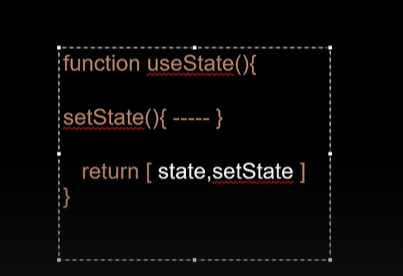 function useState(){
setState(){ ----- }
return [ state,setState ]
}